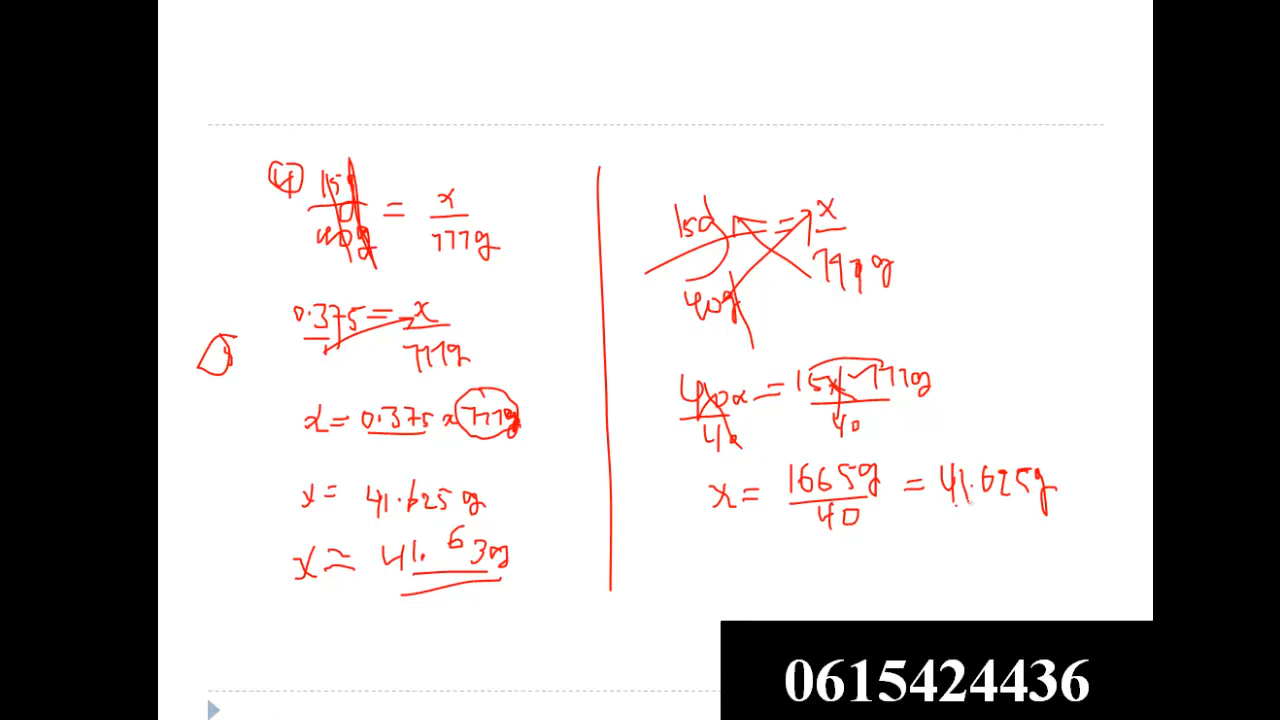 4
15g = x
40g 777g
0.375 = x
777g
x = 0.375 x 777g
x = 41.625 g
x = 41.63g
15g = x
40g 777g
40x = 15 x 777g
40 40
x = 1665g = 41.625g
40
0615424436